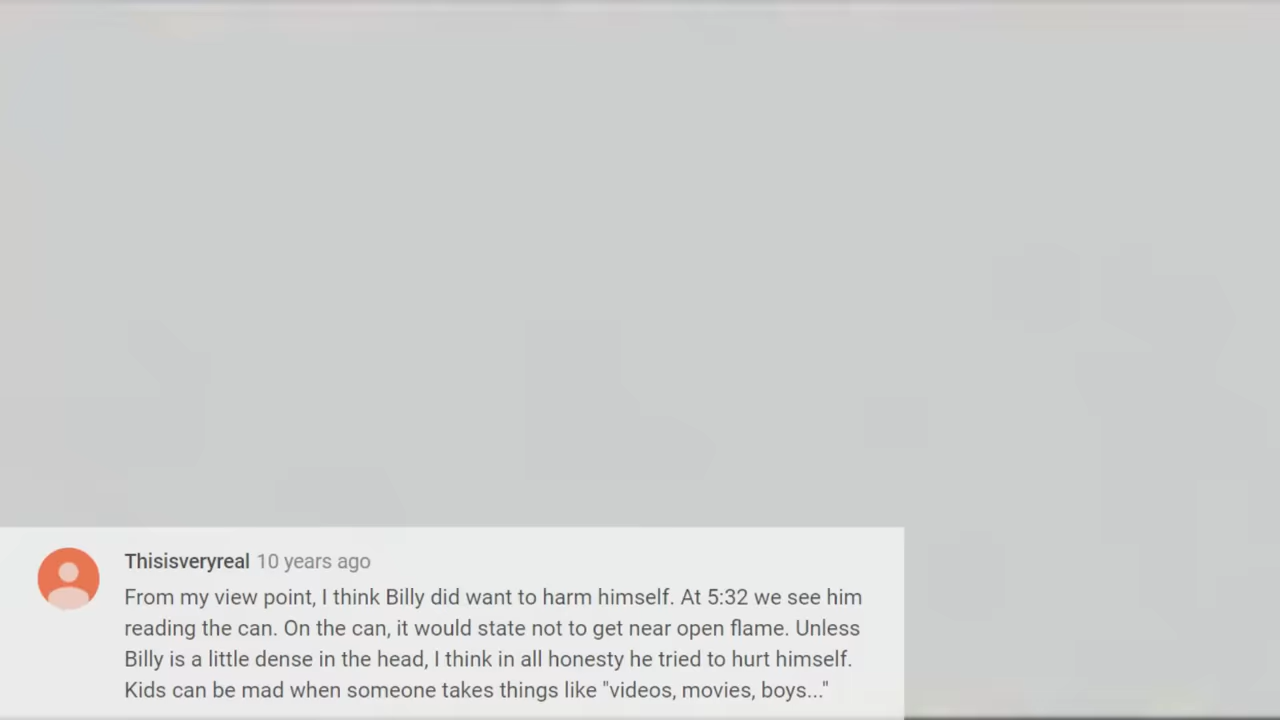 Thisisveryreal 10 years ago
From my view point, I think Billy did want to harm himself. At 5:32 we see him
reading the can. On the can, it would state not to get near open flame. Unless
Billy is a little dense in the head, I think in all honesty he tried to hurt himself.
Kids can be mad when someone takes things like "videos, movies, boys..."